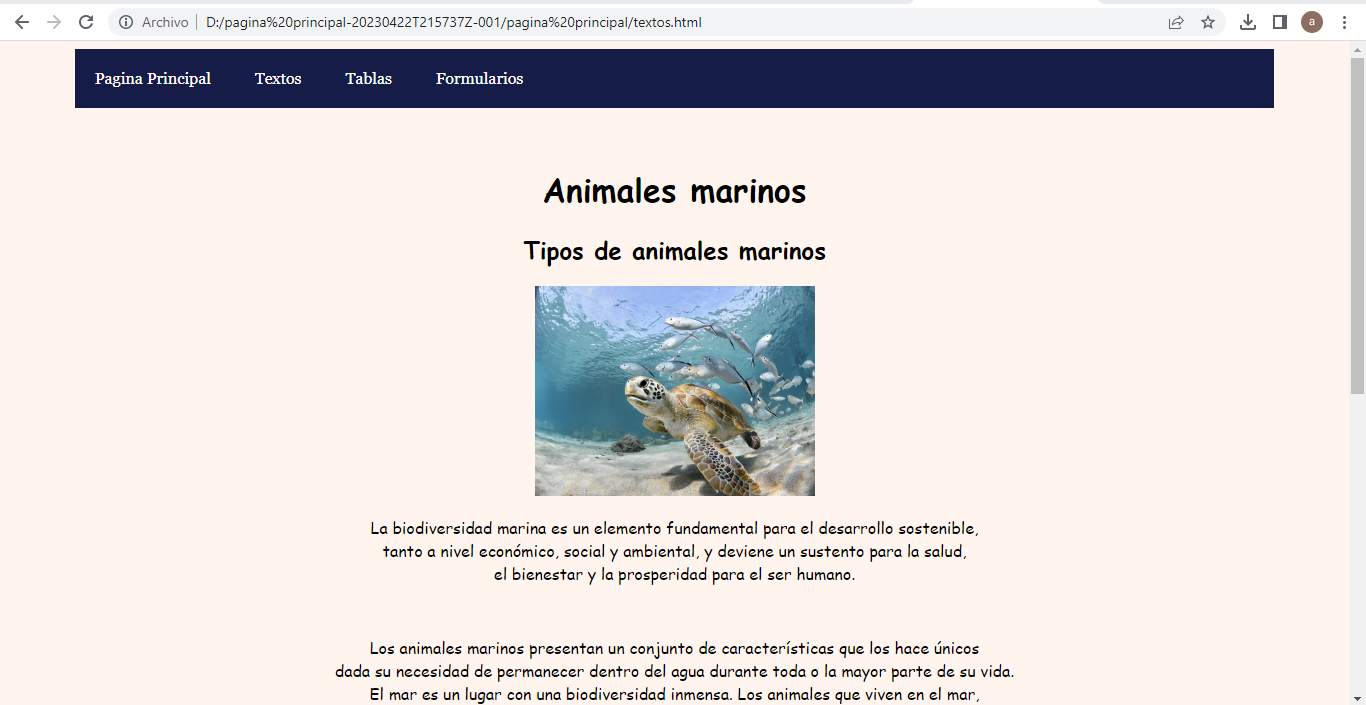 Archivo D:/pagina%20principal-20230422T215737Z-001/pagina%20principal/textos.html
a
Pagina Principal Textos Tablas Formularios
Animales marinos
Tipos de animales marinos
La biodiversidad marina es un elemento fundamental para el desarrollo sostenible,
tanto a nivel económico, social y ambiental, y deviene un sustento para la salud,
el bienestar y la prosperidad para el ser humano.
Los animales marinos presentan un conjunto de características que los hace únicos
dada su necesidad de permanecer dentro del agua durante toda o la mayor parte de su vida.
El mar es un lugar con una biodiversidad inmensa. Los animales que viven en el mar,